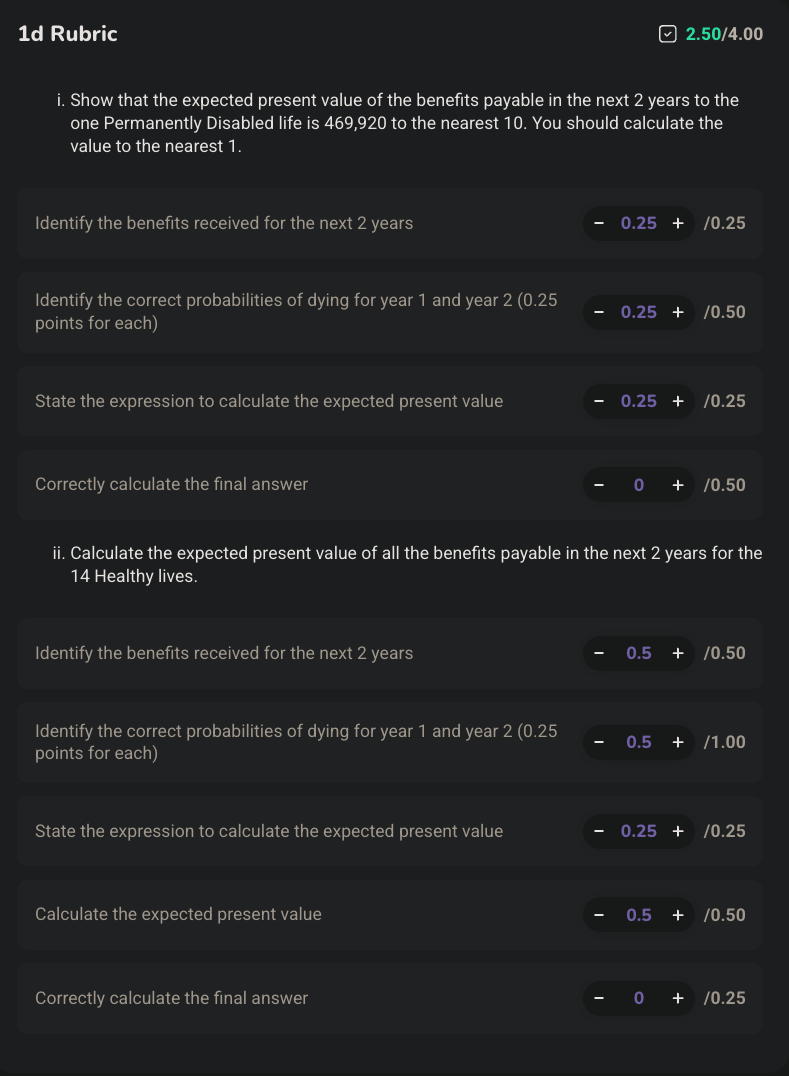 1d Rubric
2.50/4.00
i. Show that the expected present value of the benefits payable in the next 2 years to the
one Permanently Disabled life is 469,920 to the nearest 10. You should calculate the
value to the nearest 1.
Identify the benefits received for the next 2 years
− 0.25 + /0.25
Identify the correct probabilities of dying for year 1 and year 2 (0.25
points for each)
− 0.25 + /0.50
State the expression to calculate the expected present value
− 0.25 + /0.25
Correctly calculate the final answer
− 0 + /0.50
ii. Calculate the expected present value of all the benefits payable in the next 2 years for the
14 Healthy lives.
Identify the benefits received for the next 2 years
− 0.5 + /0.50
Identify the correct probabilities of dying for year 1 and year 2 (0.25
points for each)
− 0.5 + /1.00
State the expression to calculate the expected present value
− 0.25 + /0.25
Calculate the expected present value
− 0.5 + /0.50
Correctly calculate the final answer
− 0 + /0.25